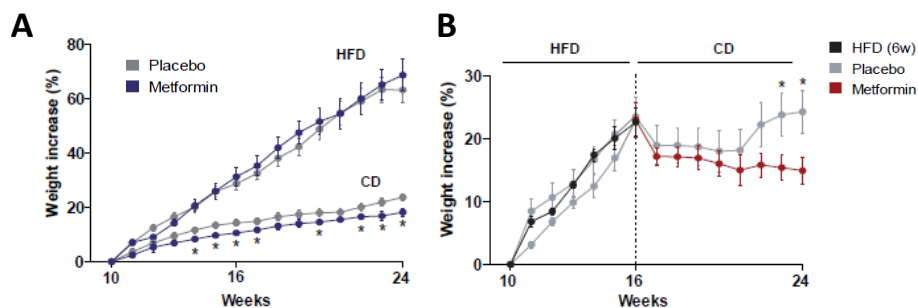 A
Weight increase (%)
80
60
40
20
0
Placebo
Metformin
HFD
CD
* * * * * * * *
10 16 24
Weeks
B
HFD CD
Weight increase (%)
30
20
10
0
* *
10 16 24
Weeks
HFD (6w)
Placebo
Metformin